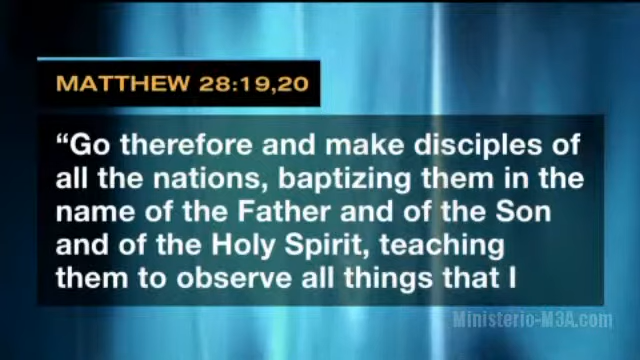 MATTHEW 28:19,20
“Go therefore and make disciples of
all the nations, baptizing them in the
name of the Father and of the Son
and of the Holy Spirit, teaching
them to observe all things that I
Ministerio-M3A.com